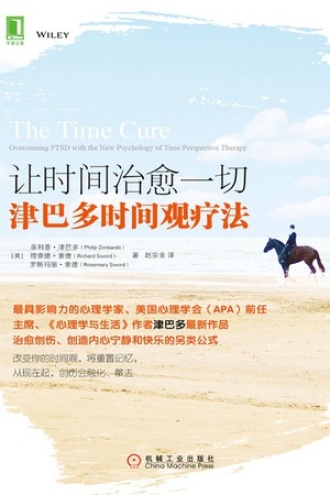 WILEY
The Time Cure
Overcoming PTSD with the New Psychology of Time Perspective Therapy
让时间治愈一切
津巴多时间观疗法
菲利普·津巴多 (Philip Zimbardo)
[美] 理查德·索德 (Richard Sword) 著 赵宗金 译
罗斯玛丽·索德 (Rosemary Sword)
最具影响力的心理学家、美国心理学会（APA）前任
主席、《心理学与生活》作者津巴多最新作品
治愈创伤、创造内心宁静和快乐的另类公式
改变你的时间观，将重置记忆，
从现在起，创伤会融化、散去
机械工业出版社
China Machine Press